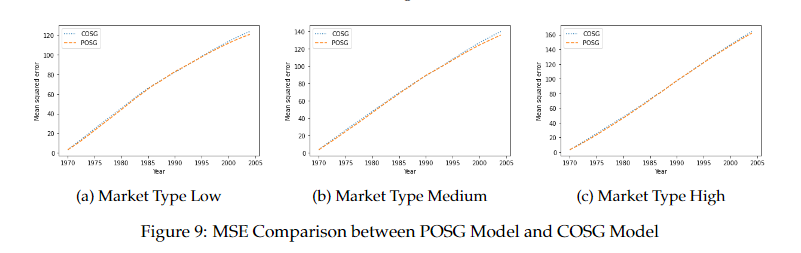 COSG
POSG
Mean squared error
120
100
80
60
40
20
0
1970 1975 1980 1985 1990 1995 2000 2005
Year
(a) Market Type Low
COSG
POSG
Mean squared error
140
120
100
80
60
40
20
0
1970 1975 1980 1985 1990 1995 2000 2005
Year
(b) Market Type Medium
COSG
POSG
Mean squared error
160
140
120
100
80
60
40
20
0
1970 1975 1980 1985 1990 1995 2000 2005
Year
(c) Market Type High
Figure 9: MSE Comparison between POSG Model and COSG Model